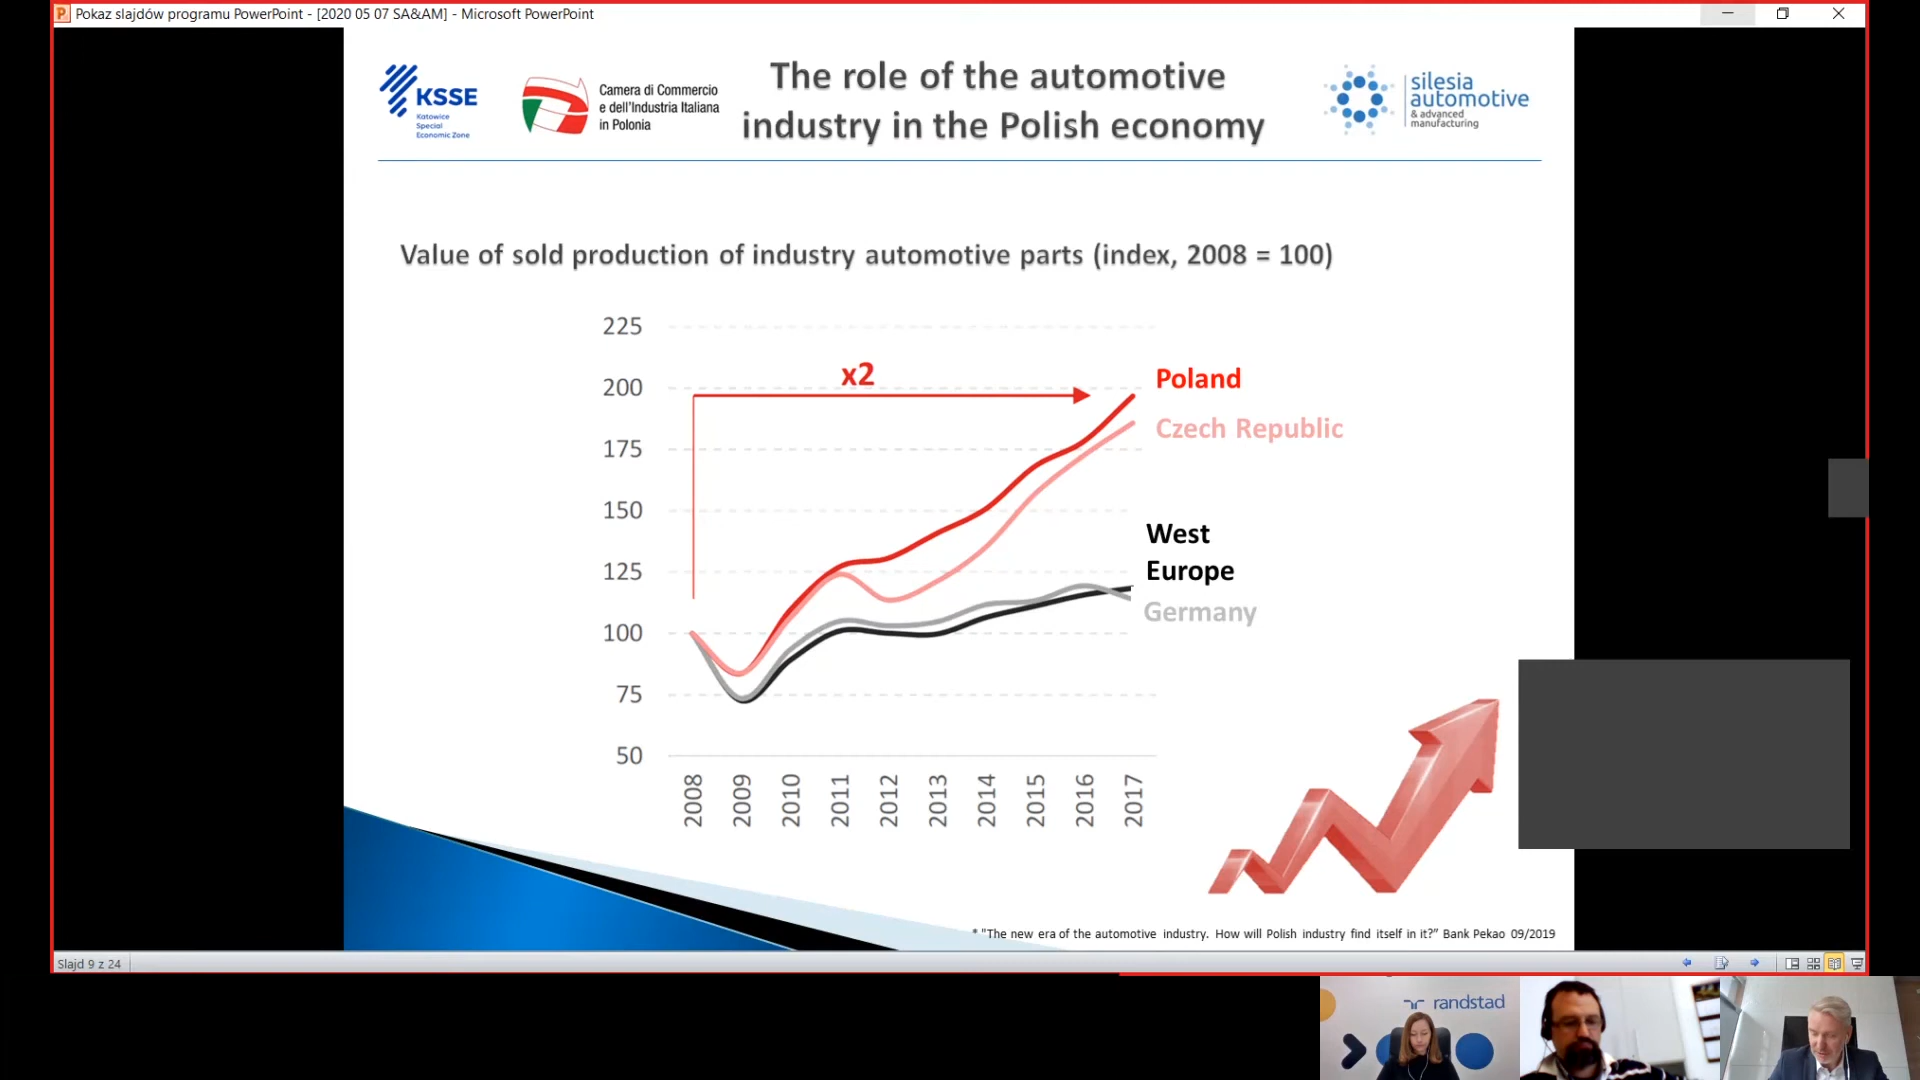 Pokaz slajdów programu PowerPoint - [2020 05 07 SA&AM] - Microsoft PowerPoint
KSSE
Katowice
Special
Economic Zone
Camera di Commercio
e dell'Industria Italiana
in Polonia
The role of the automotive
industry in the Polish economy
silesia
automotive
& advanced
manufacturing
Value of sold production of industry automotive parts (index, 2008 = 100)
225
200
175
150
125
100
75
50
x2
Poland
Czech Republic
West
Europe
Germany
2008 2009 2010 2011 2012 2013 2014 2015 2016 2017
* "The new era of the automotive industry. How will Polish industry find itself in it?” Bank Pekao 09/2019
Slajd 9 z 24
randstad